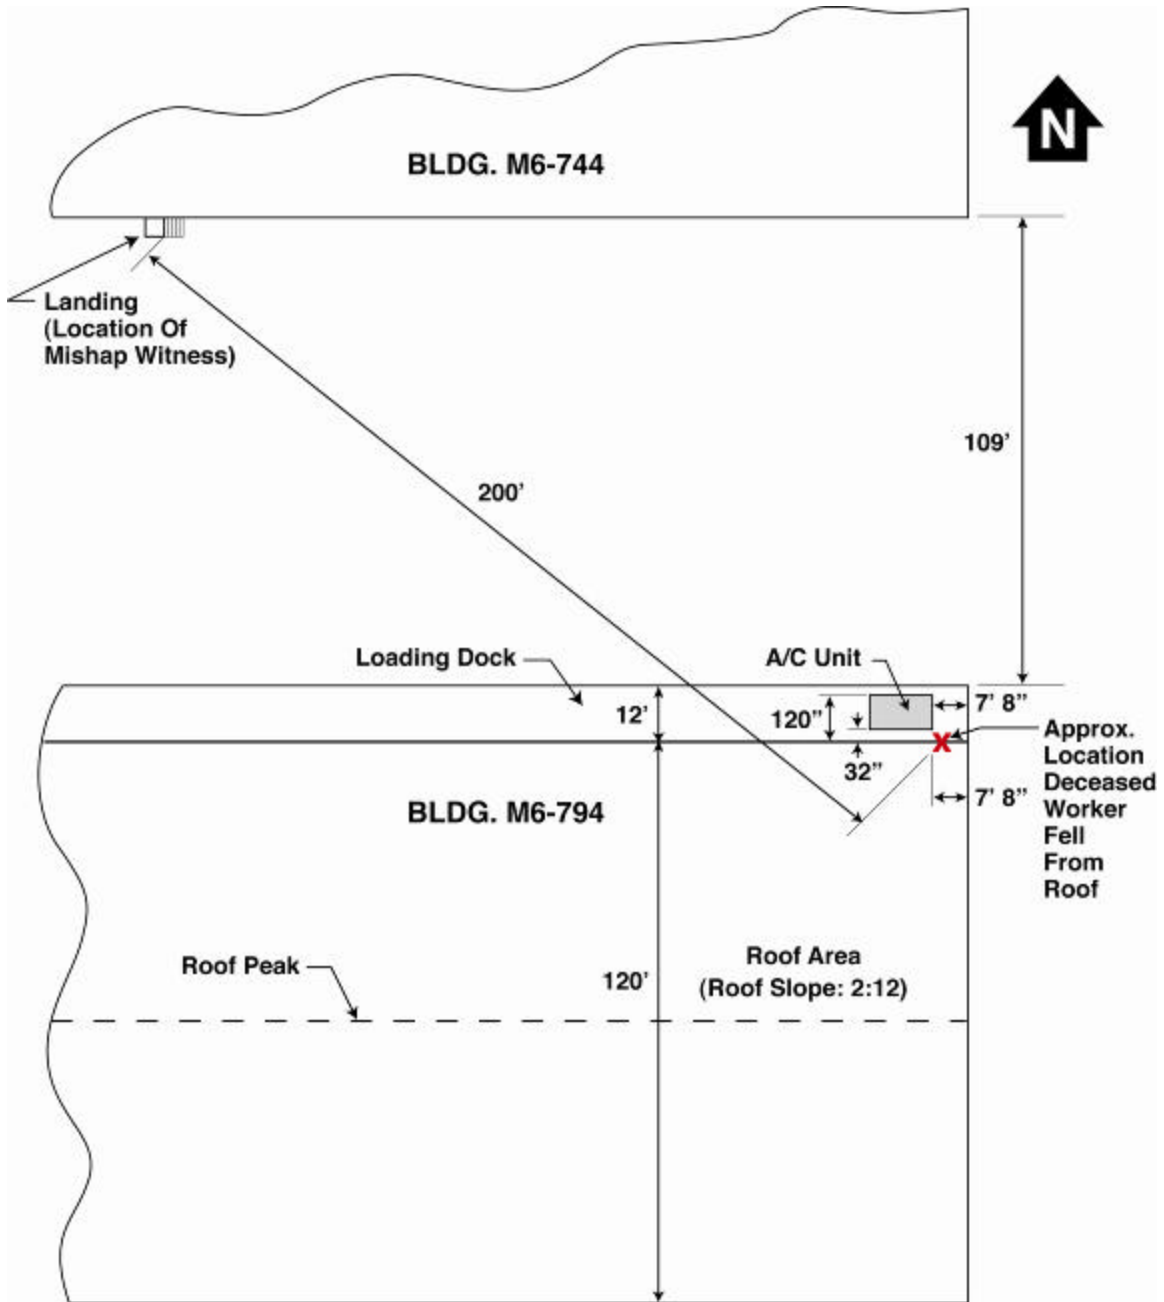 BLDG. M6-744
N
Landing
(Location Of
Mishap Witness)
109’
200’
Loading Dock
A/C Unit
12’
120”
7’ 8”
32”
7’ 8”
Approx.
Location
Deceased
Worker
Fell
From
Roof
X
BLDG. M6-794
Roof Peak
120’
Roof Area
(Roof Slope: 2:12)